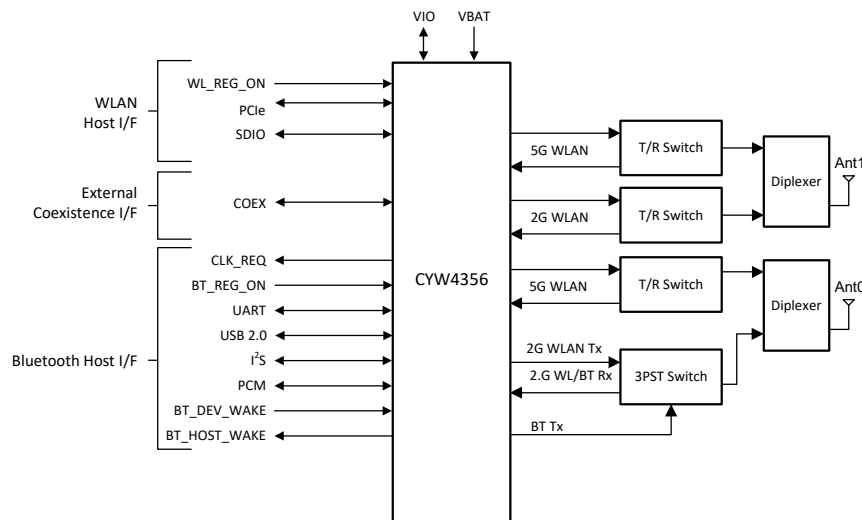 VIO
VBAT
WLAN
Host I/F
WL_REG_ON
PCIe
SDIO
External
Coexistence I/F
COEX
Bluetooth Host I/F
CLK_REQ
BT_REG_ON
UART
USB 2.0
I²S
PCM
BT_DEV_WAKE
BT_HOST_WAKE
CYW4356
5G WLAN
T/R Switch
2G WLAN
T/R Switch
Diplexer
Ant1
5G WLAN
T/R Switch
2G WLAN Tx
2.G WL/BT Rx
3PST Switch
BT Tx
Diplexer
Ant0